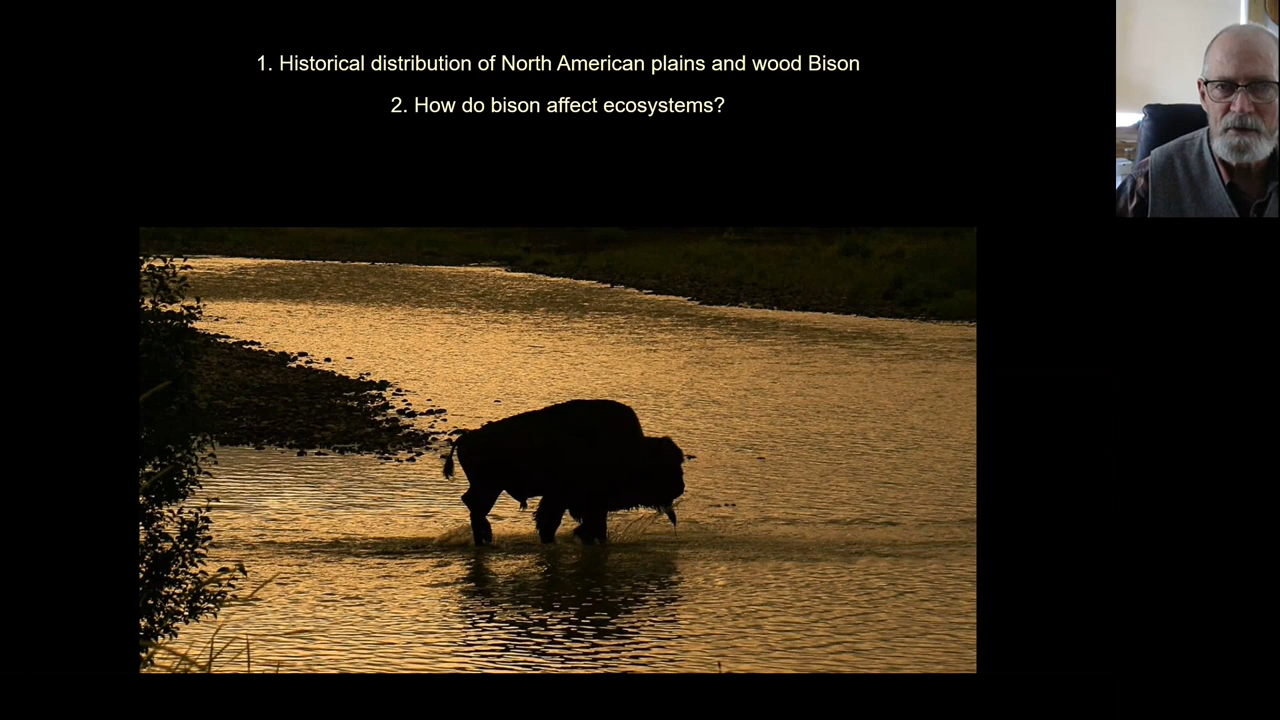 1. Historical distribution of North American plains and wood Bison
2. How do bison affect ecosystems?